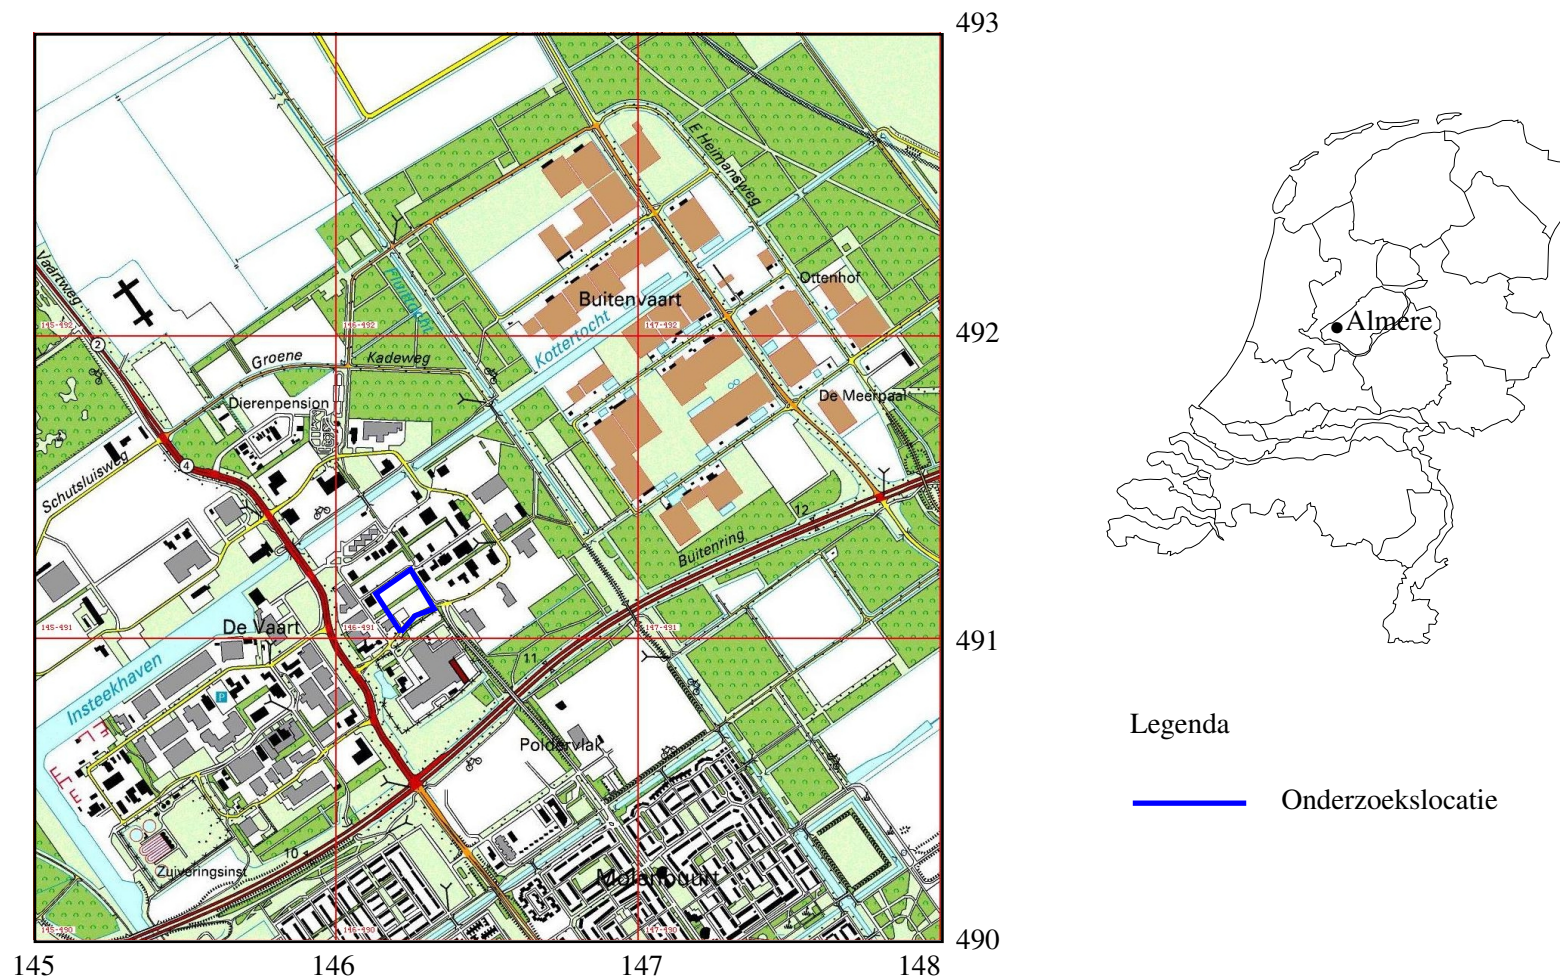 493
E Heimansweg
Vaartweg
Fluittocht
Ottenhof
Buitenvaart
145-492
146-492
147-492
492
Almere
2
Kottertocht
Groene
Kadeweg
De Meerpaal
Dierenpension
4
Schutsluisweg
12
Buitenring
De Vaart
145-491
146-491
147-491
491
11
Insteekhaven
P
Legenda
Poldervlak
Onderzoekslocatie
10
Zuiveringsinst
Molenbuurt
145-490
146-490
147-490
490
145
146
147
148